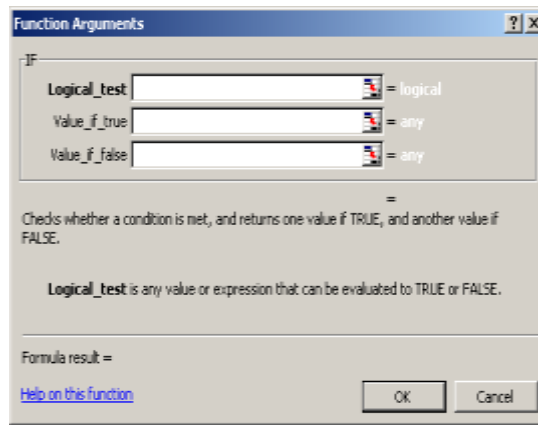 Function Arguments ? X
IF
Logical_test = logical
Value_if_true = any
Value_if_false = any
=
Checks whether a condition is met, and returns one value if TRUE, and another value if
FALSE.
Logical_test is any value or expression that can be evaluated to TRUE or FALSE.
Formula result =
Help on this function OK Cancel